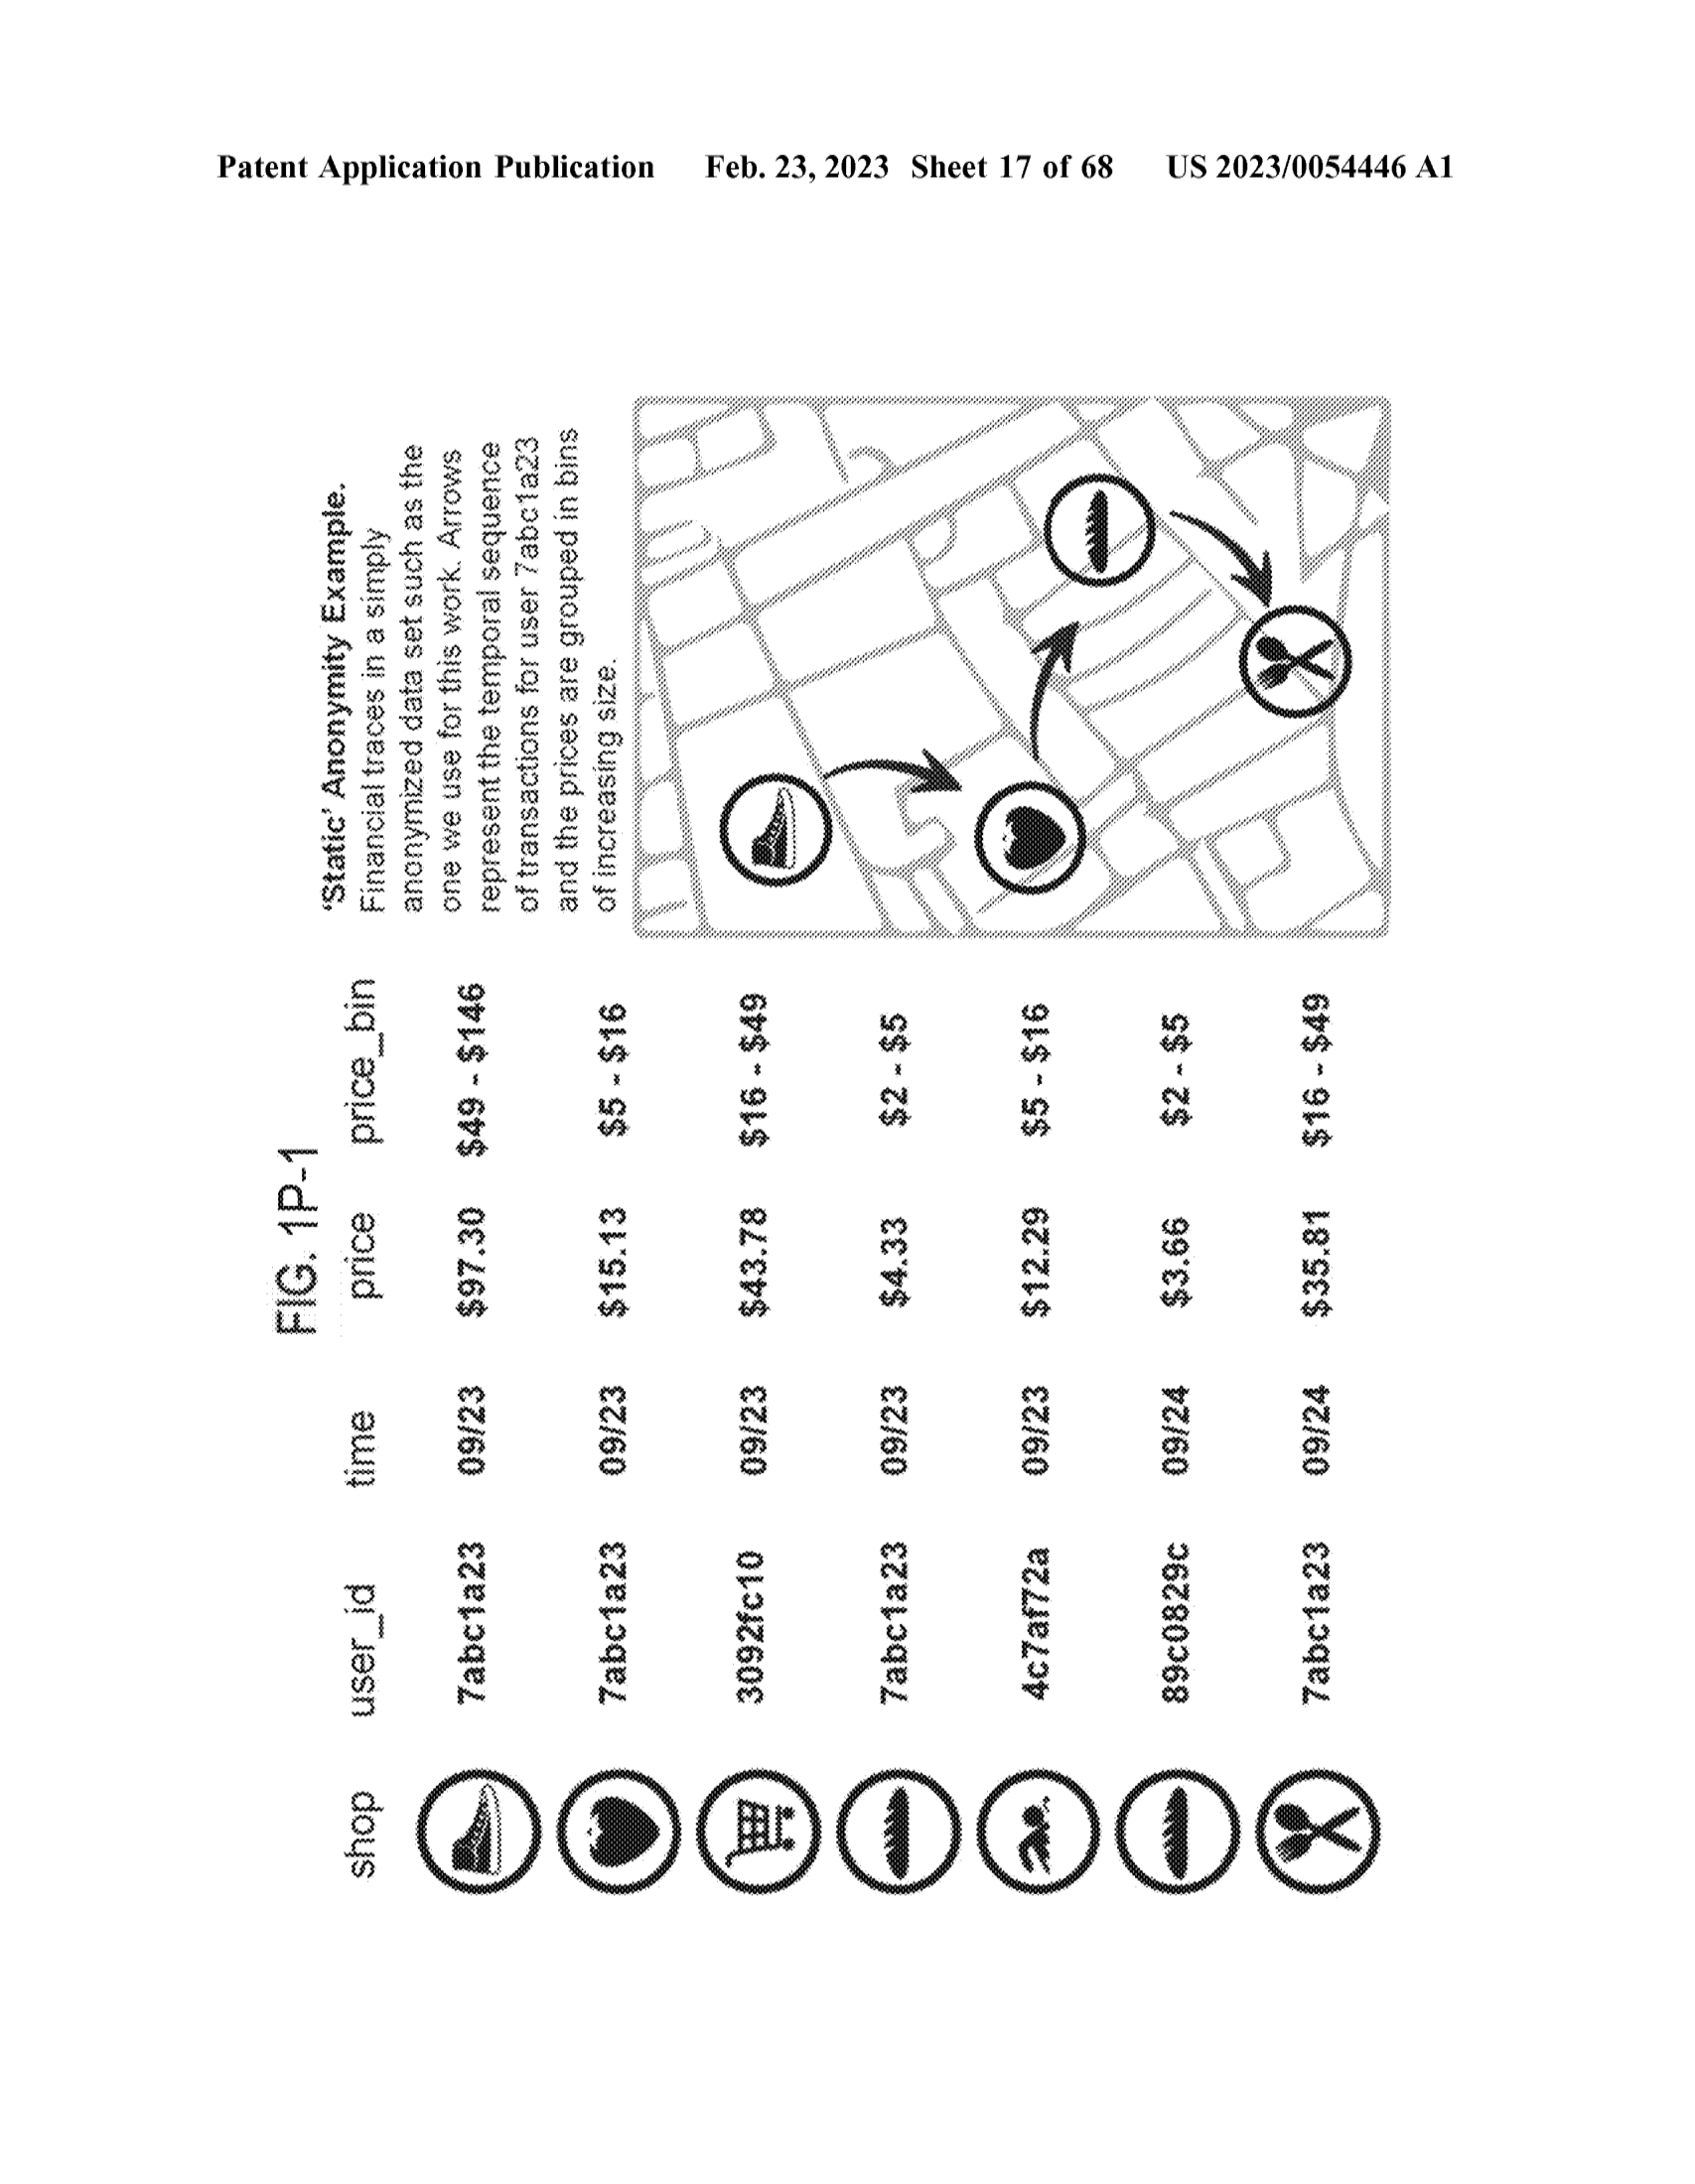 Patent Application Publication Feb. 23, 2023 Sheet 17 of 68 US 2023/0054446 A1
FIG. 1P-1
shop user_id time price price_bin
7abc1a23 09/23 $97.30 $49 - $146
7abc1a23 09/23 $15.13 $5 - $16
3092fc10 09/23 $43.78 $16 - $49
7abc1a23 09/23 $4.33 $2 - $5
4c7af72a 09/23 $12.29 $5 - $16
89c0829c 09/24 $3.66 $2 - $5
7abc1a23 09/24 $35.81 $16 - $49
‘Static’ Anonymity Example.
Financial traces in a simply
anonymized data set such as the
one we use for this work. Arrows
represent the temporal sequence
of transactions for user 7abc1a23
and the prices are grouped in bins
of increasing size.